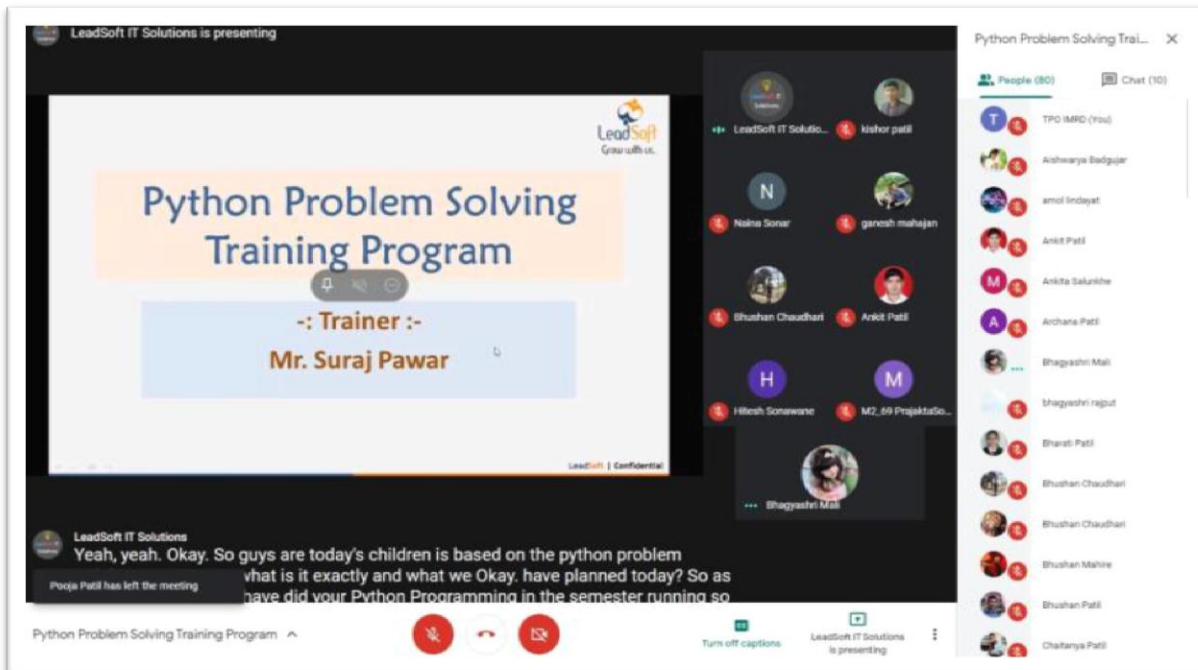 LeadSoft IT Solutions is presenting
LeadSoft
Grow with us.
Python Problem Solving
Training Program
-: Trainer :-
Mr. Suraj Pawar
LeadSoft | Confidential
LeadSoft IT Solutio...
kishor patil
N
Naina Sonar
ganesh mahajan
Bhushan Chaudhari
Ankit Patil
H
Hitesh Sonawane
M
M2_69 PrajaktaSo...
Bhagyashri Mali
LeadSoft IT Solutions
Yeah, yeah. Okay. So guys are today's children is based on the python problem
what is it exactly and what we Okay. have planned today? So as
have did your Python Programming in the semester running so
Pooja Patil has left the meeting
Python Problem Solving Training Program
Turn off captions
LeadSoft IT Solutions
is presenting
Python Problem Solving Trai...
People (80)
Chat (10)
T
TPO IMRD (You)
Aishwarya Badgujar
amol lindayat
Ankit Patil
M
Ankita Salunkhe
A
Archana Patil
Bhagyashri Mali
bhagyashri rajput
Bharati Patil
Bhushan Chaudhari
Bhushan Chaudhari
Bhushan Mahire
Bhushan Patil
Chaitanya Patil